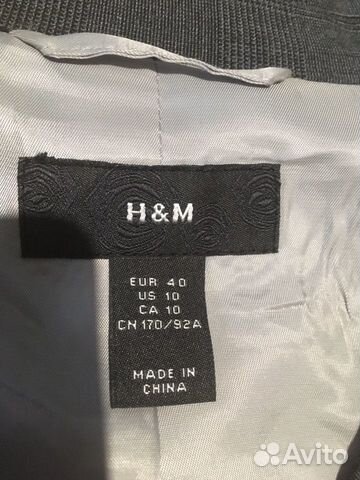 H&M
EUR 40
US 10
CA 10
CN 170/92A
MADE IN
CHINA
Avito